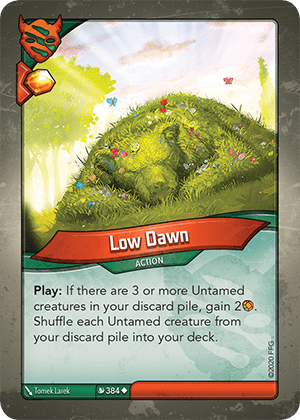 Low Dawn
ACTION
Play: If there are 3 or more Untamed
creatures in your discard pile, gain 2.
Shuffle each Untamed creature from
your discard pile into your deck.
©2020 FFG
Tomek Larek
384